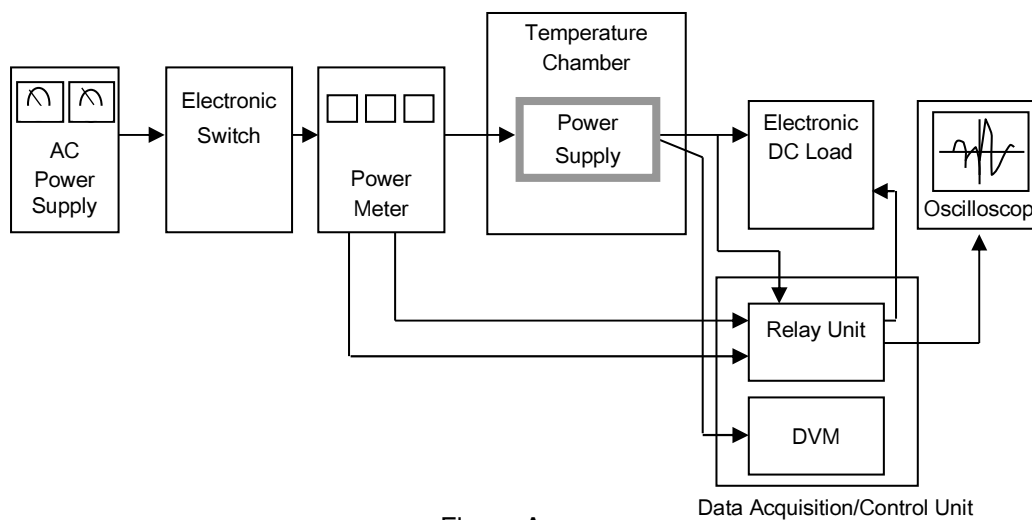 Temperature
Chamber
Power
Supply
AC
Power
Supply
Electronic
Switch
Power
Meter
Electronic
DC Load
Oscilloscop
Relay Unit
DVM
Data Acquisition/Control Unit